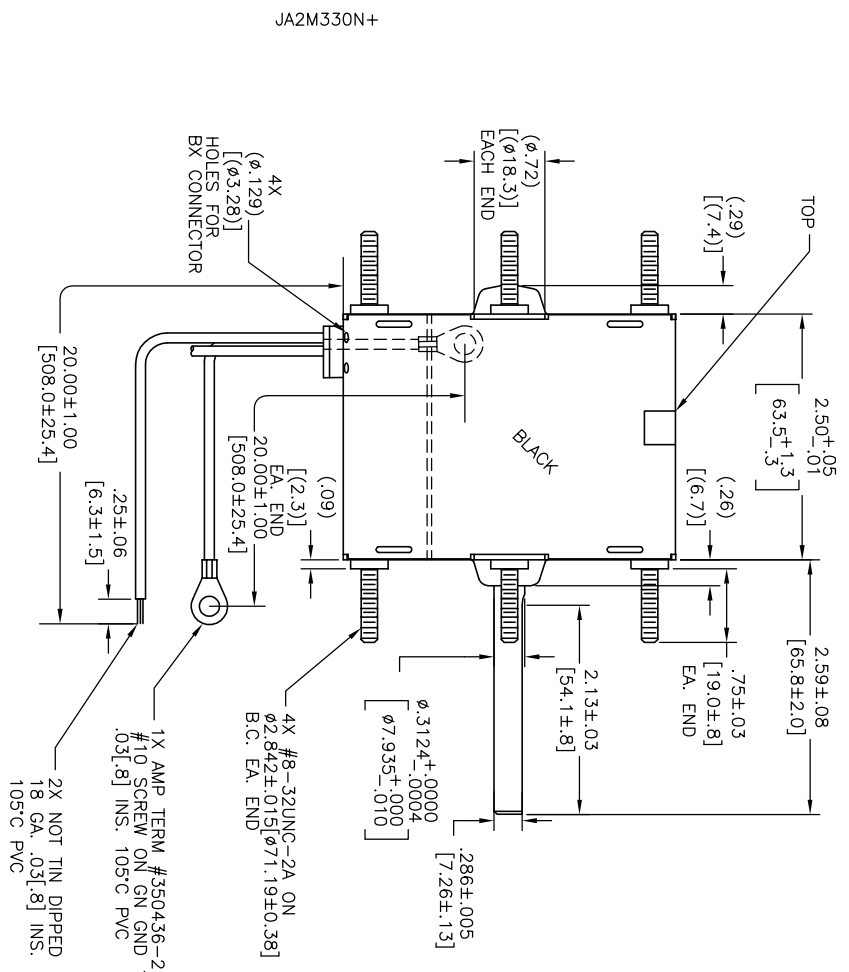 JA2M330N+
TOP
(.29)
[(7.4)]
(ø.72)
[(ø18.3)]
EACH END
4X
(ø.129)
[(ø3.28)]
HOLES FOR
BX CONNECTOR
2.50+.05
-.01
[63.5+1.3
-.3]
(.26)
[(6.7)]
BLACK
20.00±1.00
[508.0±25.4]
EA. END
20.00±1.00
[508.0±25.4]
(.09)
[(2.3)]
.25±.06
[6.3±1.5]
2.59±.08
[65.8±2.0]
.75±.03
[19.0±.8]
EA. END
2.13±.03
[54.1±.8]
ø.3124+.0000
-.0004
[ø7.935+.000
-.010]
.286±.005
[7.26±.13]
4X #8-32UNC-2A ON
ø2.842±.015[ø71.19±0.38]
B.C. EA. END
1X AMP TERM #350436-2,
#10 SCREW ON GN GND
.03[.8] INS. 105°C PVC
2X NOT TIN DIPPED
18 GA. .03[.8] INS.
105°C PVC